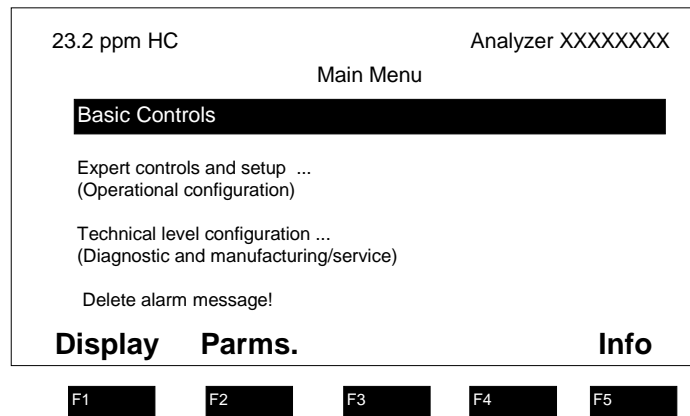 23.2 ppm HC Analyzer XXXXXXXX
Main Menu
Basic Controls
Expert controls and setup ...
(Operational configuration)
Technical level configuration ...
(Diagnostic and manufacturing/service)
Delete alarm message!
Display Parms. Info
F1 F2 F3 F4 F5